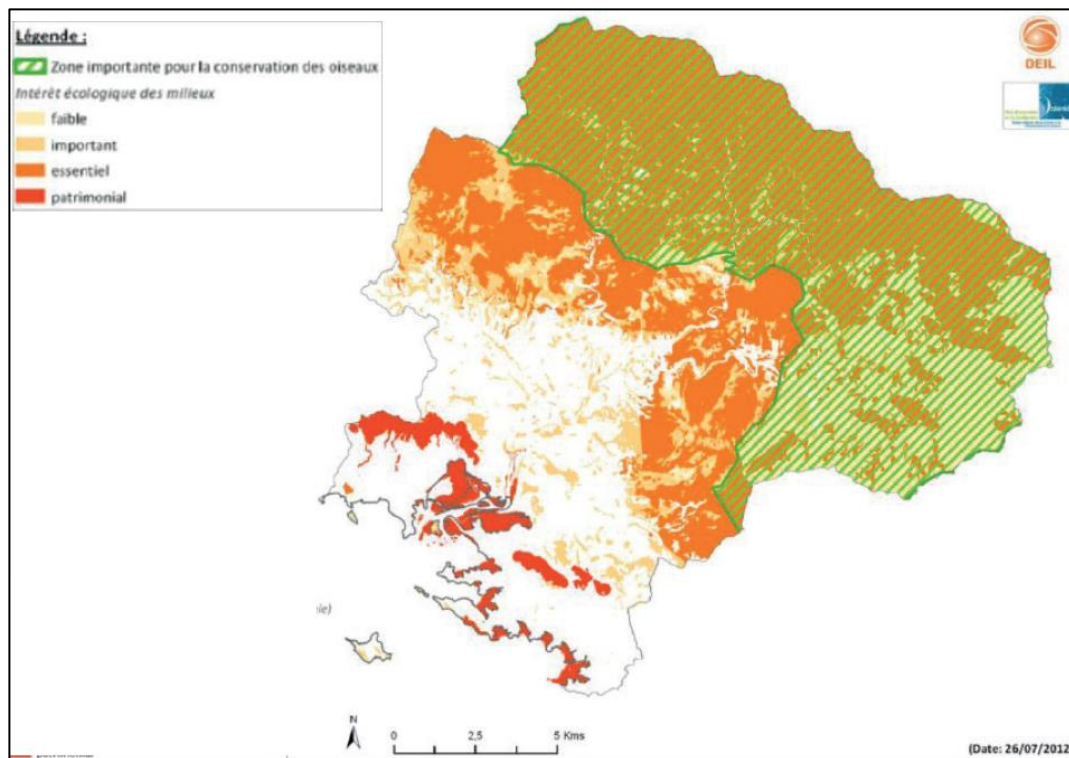 Légende :
Zone importante pour la conservation des oiseaux
Intérêt écologique des milieux
faible
important
essentiel
patrimonial
OEIL
N
0 2,5 5 Kms
(Date: 26/07/2012